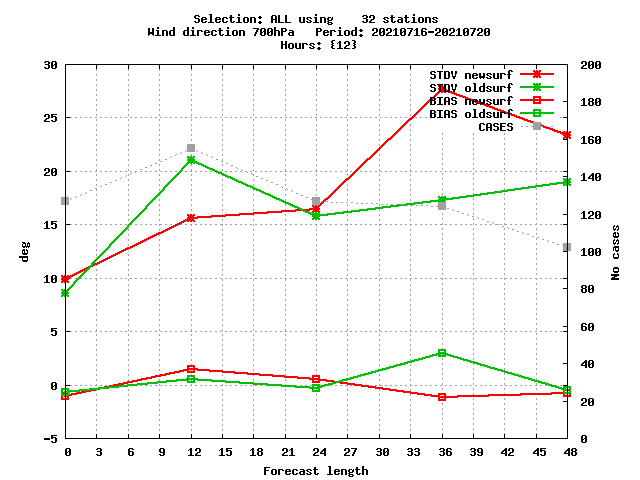 Selection: ALL using    32 stations
Wind direction 700hPa   Period: 20210716-20210720
Hours: {12}
STDV newsurf
STDV oldsurf
BIAS newsurf
BIAS oldsurf
CASES
30
25
20
15
10
5
0
-5
deg
200
180
160
140
120
100
80
60
40
20
0
No cases
0 3 6 9 12 15 18 21 24 27 30 33 36 39 42 45 48
Forecast length